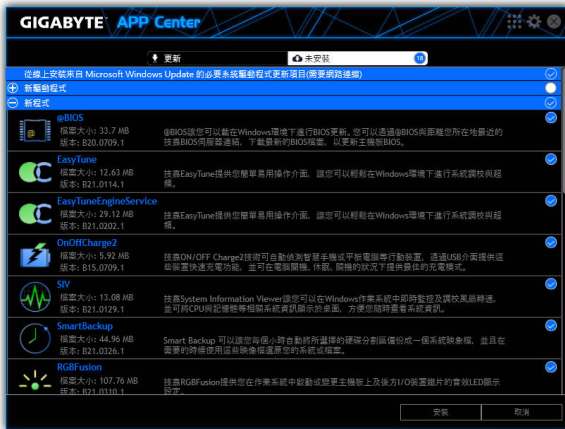 GIGABYTE APP Center
更新
未安裝
18
從線上安裝來自 Microsoft Windows Update 的必要系統驅動程式更新項目(需要網路連線)
新驅動程式
新程式
@BIOS
檔案大小: 33.7 MB
版本: B20.0709.1
@BIOS讓您可以載在Windows環境下進行BIOS更新。您可以通過@BIOS與距離您所在地最近的
技嘉BIOS伺服器連結，下載最新的BIOS檔案，以更新主機板BIOS。
EasyTune
檔案大小: 12.63 MB
版本: B21.0114.1
技嘉EasyTune提供您簡單易用操作介面，讓您可以輕鬆在Windows環境下進行系統調校與超
頻。
EasyTuneEngineService
檔案大小: 29.12 MB
版本: B21.0202.1
技嘉EasyTune提供您簡單易用操作介面，讓您可以輕鬆在Windows環境下進行系統調校與超
頻。
OnOffCharge2
檔案大小: 5.92 MB
版本: B15.0709.1
技嘉ON/OFF Charge2技術可自動偵測智慧手機或平板電腦等行動裝置，透過USB介面提供這
些裝置快速充電功能，並可在電腦開機、休眠、關機的狀況下提供最佳的充電模式。
SIV
檔案大小: 13.08 MB
版本: B21.0129.1
技嘉System Information Viewer讓您可以在Windows作業系統中即時監控及調校風扇轉速，
並可將CPU與記憶體等相關系統資訊顯示於桌面，方便您隨時查看系統資訊。
SmartBackup
檔案大小: 44.96 MB
版本: B21.0326.1
Smart Backup 可以讓您每個小時自動將所選擇的硬碟分割區備份成一個系統映象檔，並且在
需要的時候使用這些映像檔還原您的系統或檔案。
RGBFusion
檔案大小: 107.76 MB
版本: B21.0310.1
技嘉RGBFusion提供您在作業系統中啟動或變更主機板上及後方I/O裝置鐵片的音效LED顯示
設定。
安裝
取消